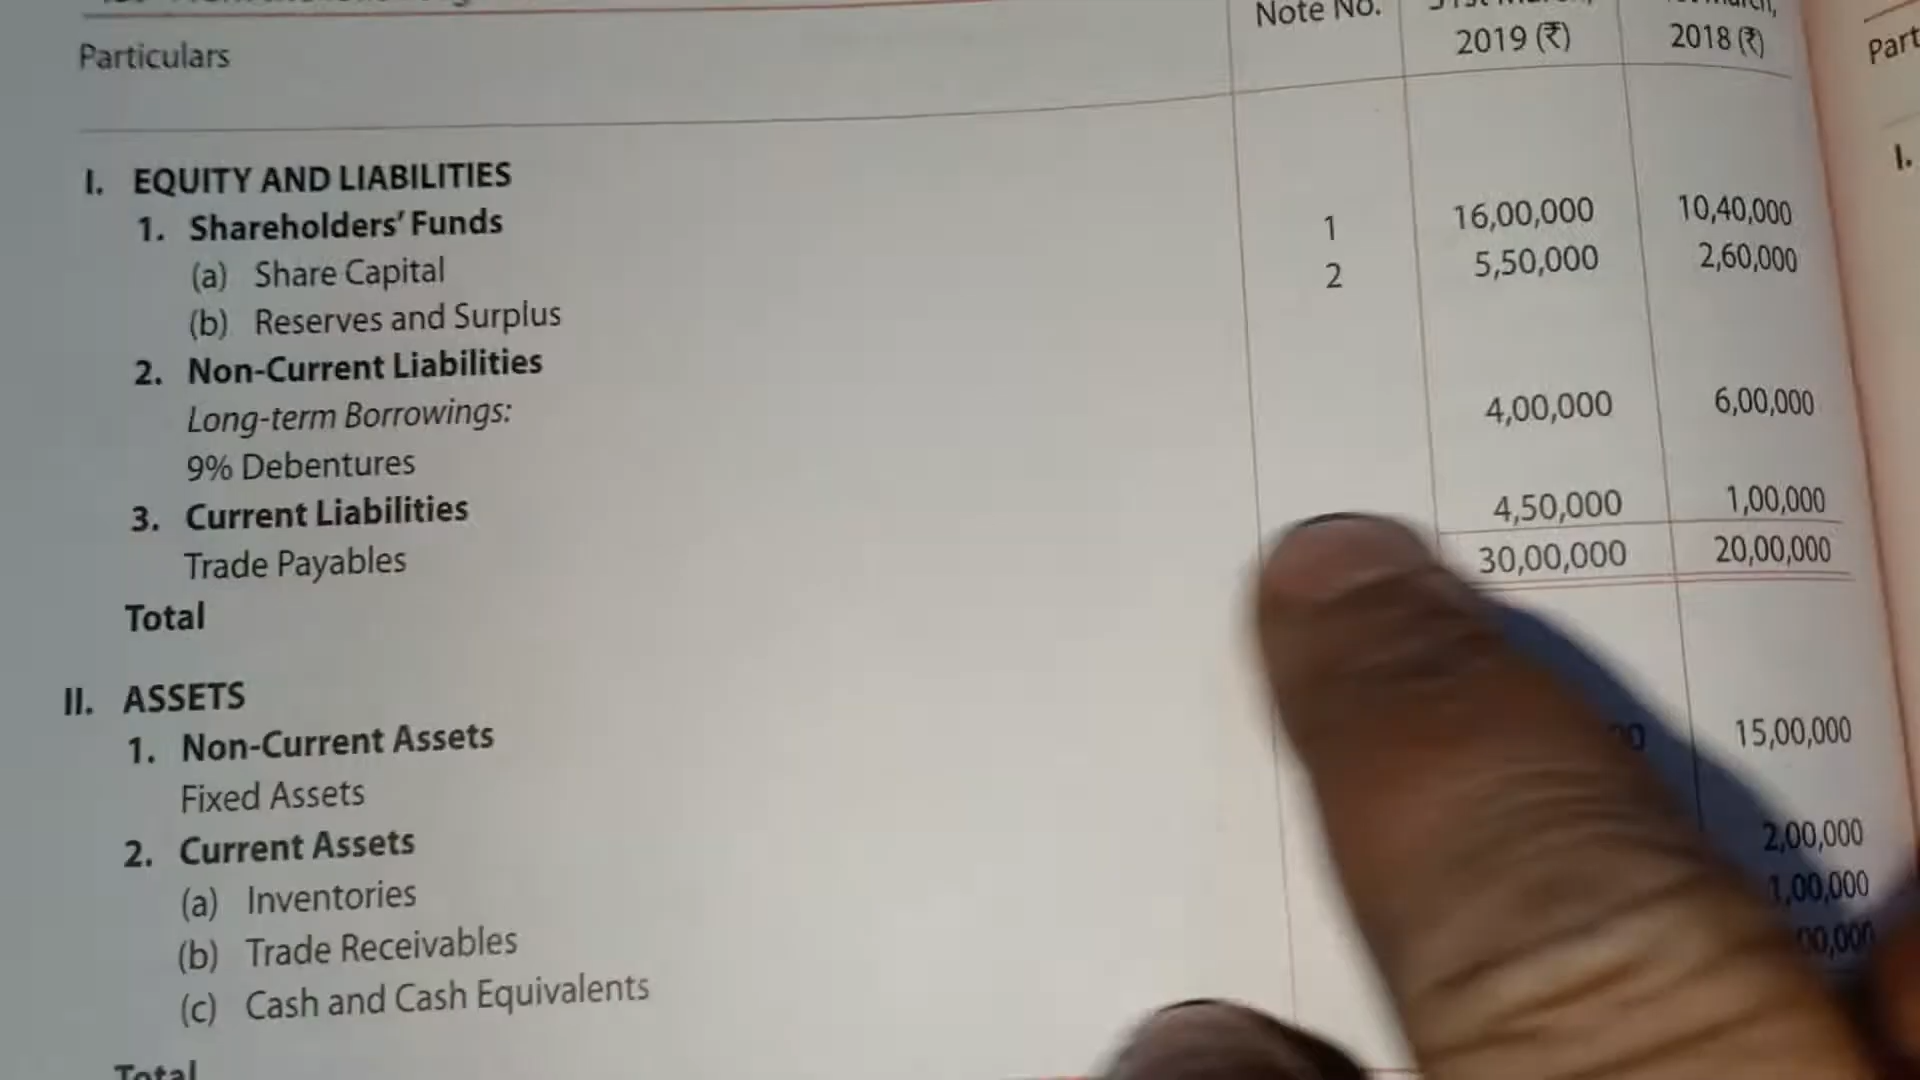 Particulars Note No. 2019 (₹) 2018 (₹)
Part
I. EQUITY AND LIABILITIES
I.
1. Shareholders' Funds
(a) Share Capital 1 16,00,000 10,40,000
(b) Reserves and Surplus 2 5,50,000 2,60,000
2. Non-Current Liabilities
Long-term Borrowings:
9% Debentures 4,00,000 6,00,000
3. Current Liabilities
Trade Payables 4,50,000 1,00,000
Total 30,00,000 20,00,000
II. ASSETS
1. Non-Current Assets
Fixed Assets 15,00,000
2. Current Assets
(a) Inventories 2,00,000
(b) Trade Receivables 1,00,000
(c) Cash and Cash Equivalents 00,000
Total